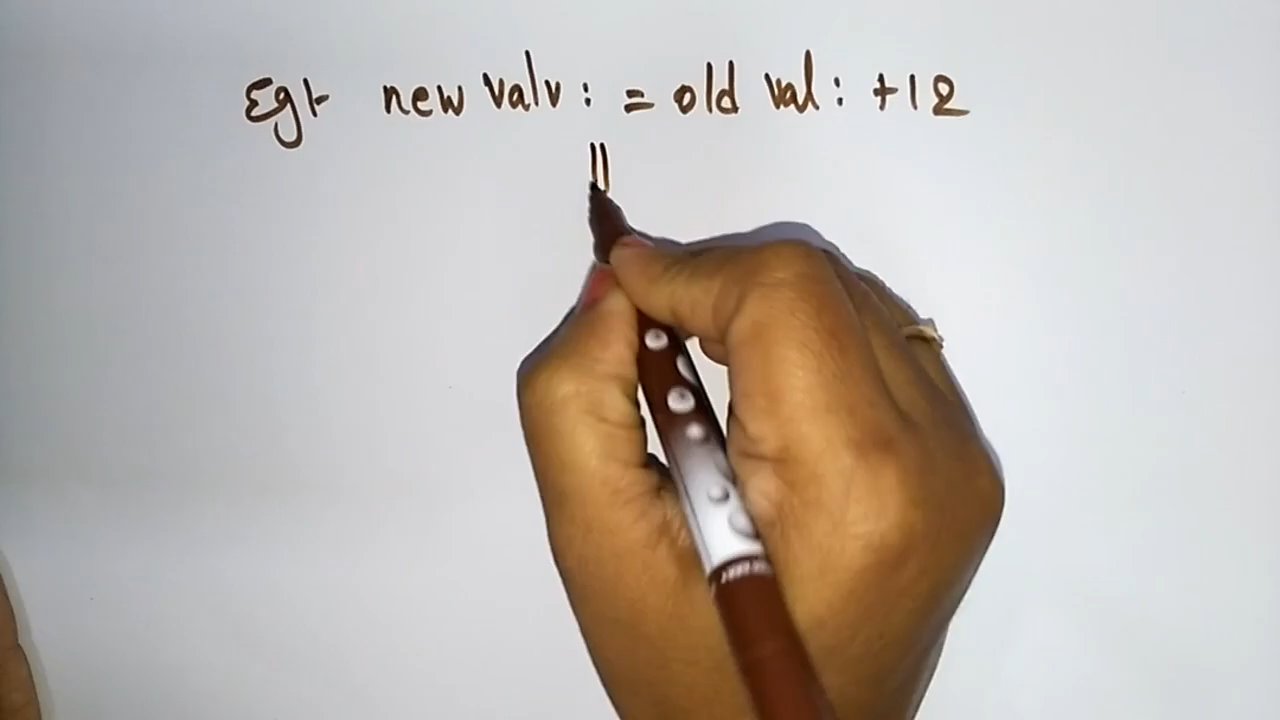 Eg:- new valv : = old val : +12